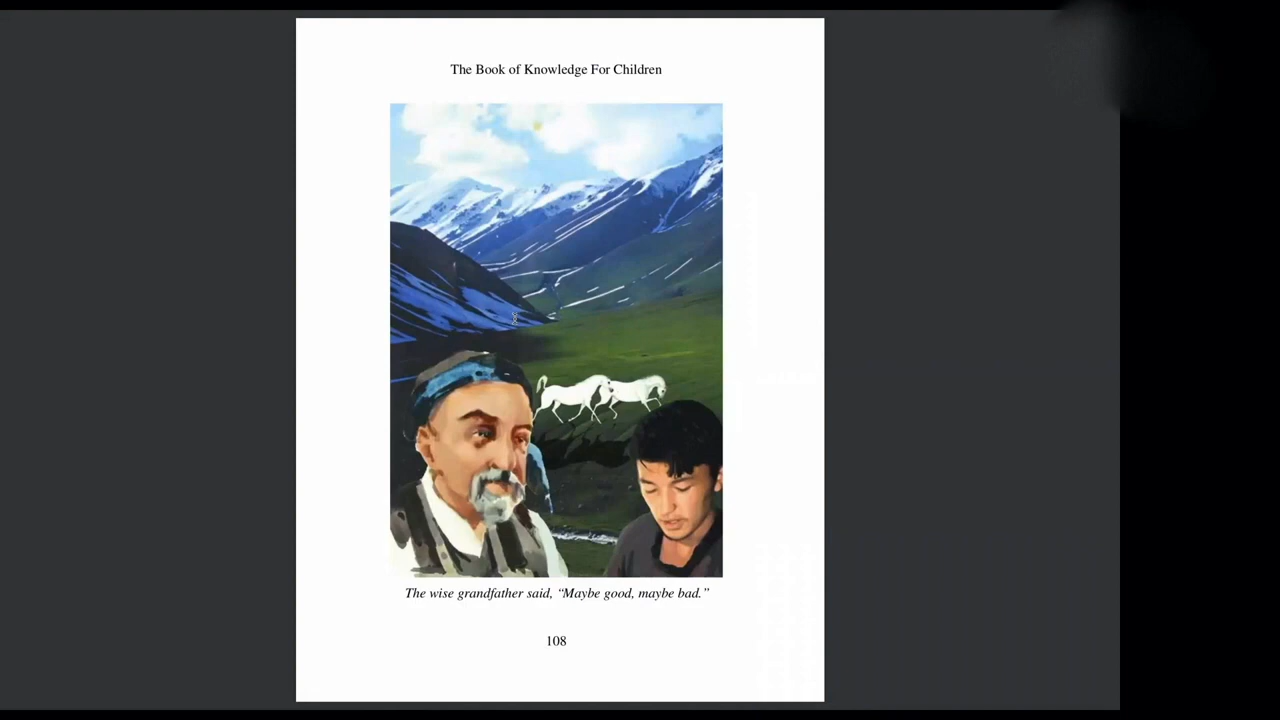 The Book of Knowledge For Children
The wise grandfather said, “Maybe good, maybe bad.”
108